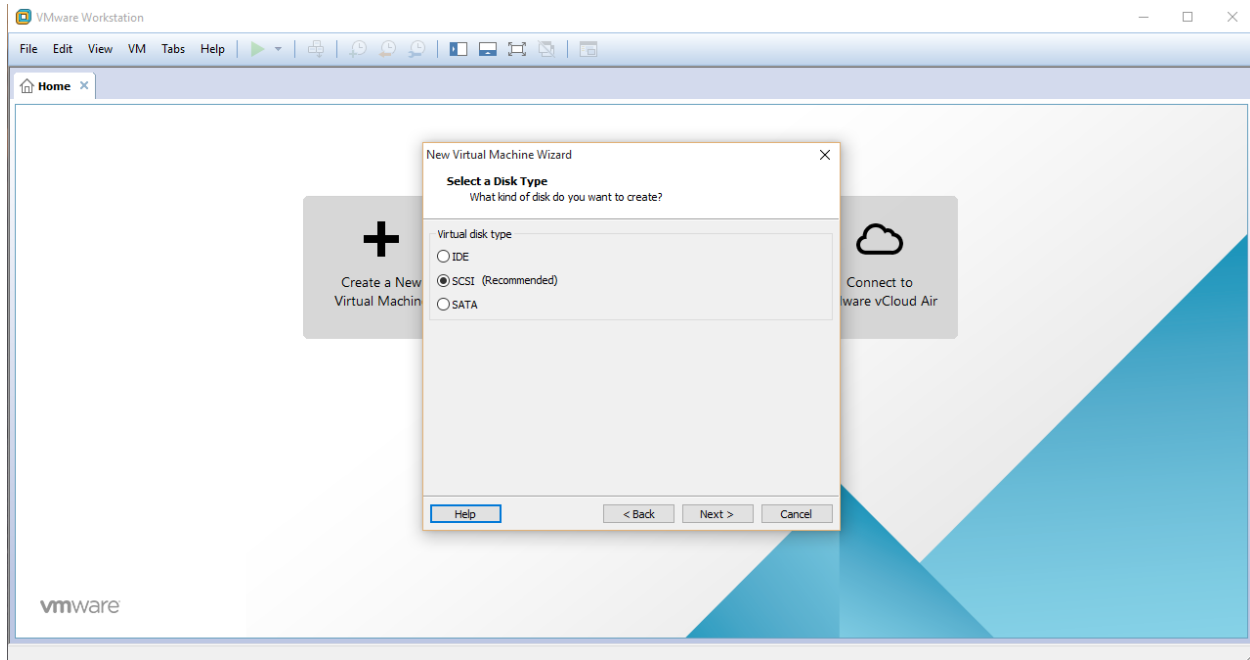 VMware Workstation
File Edit View VM Tabs Help
Home
New Virtual Machine Wizard
Select a Disk Type
What kind of disk do you want to create?
Virtual disk type
IDE
SCSI (Recommended)
SATA
Create a New
Virtual Machin
Connect to
ware vCloud Air
Help < Back Next > Cancel
vmware